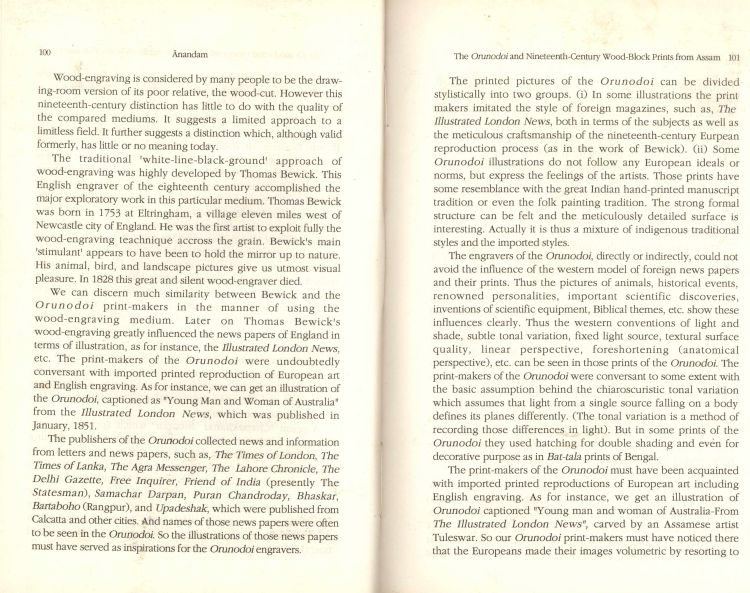 100
Ānandam
Wood-engraving is considered by many people to be the draw-
ing-room version of its poor relative, the wood-cut. However this
nineteenth-century distinction has little to do with the quality of
the compared mediums. It suggests a limited approach to a
limitless field. It further suggests a distinction which, although valid
formerly, has little or no meaning today.
The traditional 'white-line-black-ground' approach of
wood-engraving was highly developed by Thomas Bewick. This
English engraver of the eighteenth century accomplished the
major exploratory work in this particular medium. Thomas Bewick
was born in 1753 at Eltringham, a village eleven miles west of
Newcastle city of England. He was the first artist to exploit fully the
wood-engraving teachnique accross the grain. Bewick's main
'stimulant' appears to have been to hold the mirror up to nature.
His animal, bird, and landscape pictures give us utmost visual
pleasure. In 1828 this great and silent wood-engraver died.
We can discern much similarity between Bewick and the
Orunodoi print-makers in the manner of using the
wood-engraving medium. Later on Thomas Bewick's
wood-engraving greatly influenced the news papers of England in
terms of illustration, as for instance, the Illustrated London News,
etc. The print-makers of the Orunodoi were undoubtedly
conversant with imported printed reproduction of European art
and English engraving. As for instance, we can get an illustration of
the Orunodoi, captioned as "Young Man and Woman of Australia"
from the Illustrated London News, which was published in
January, 1851.
The publishers of the Orunodoi collected news and information
from letters and news papers, such as, The Times of London, The
Times of Lanka, The Agra Messenger, The Lahore Chronicle, The
Delhi Gazette, Free Inquirer, Friend of India (presently The
Statesman), Samachar Darpan, Puran Chandroday, Bhaskar,
Bartaboho (Rangpur), and Upadeshak, which were published from
Calcatta and other cities. And names of those news papers were often
to be seen in the Orunodoi. So the illustrations of those news papers
must have served as inspirations for the Orunodoi engravers.
The Orunodoi and Nineteenth-Century Wood-Block Prints from Assam 101
The printed pictures of the Orunodoi can be divided
stylistically into two groups. (i) In some illustrations the print
makers imitated the style of foreign magazines, such as, The
Illustrated London News, both in terms of the subjects as well as
the meticulous craftsmanship of the nineteenth-century Eurpean
reproduction process (as in the work of Bewick). (ii) Some
Orunodoi illustrations do not follow any European ideals or
norms, but express the feelings of the artists. Those prints have
some resemblance with the great Indian hand-printed manuscript
tradition or even the folk painting tradition. The strong formal
structure can be felt and the meticulously detailed surface is
interesting. Actually it is thus a mixture of indigenous traditional
styles and the imported styles.
The engravers of the Orunodoi, directly or indirectly, could not
avoid the influence of the western model of foreign news papers
and their prints. Thus the pictures of animals, historical events,
renowned personalities, important scientific discoveries,
inventions of scientific equipment, Biblical themes, etc. show these
influences clearly. Thus the western conventions of light and
shade, subtle tonal variation, fixed light source, textural surface
quality, linear perspective, foreshortening (anatomical
perspective), etc. can be seen in those prints of the Orunodoi. The
print-makers of the Orunodoi were conversant to some extent with
the basic assumption behind the chiaroscuristic tonal variation
which assumes that light from a single source falling on a body
defines its planes differently. (The tonal variation is a method of
recording those differences in light). But in some prints of the
Orunodoi they used hatching for double shading and even for
decorative purpose as in Bat-tala prints of Bengal.
The print-makers of the Orunodoi must have been acquainted
with imported printed reproductions of European art including
English engraving. As for instance, we get an illustration of
Orunodoi captioned "Young man and woman of Australia-From
The Illustrated London News", carved by an Assamese artist
Tuleswar. So our Orunodoi print-makers must have noticed there
that the Europeans made their images volumetric by resorting to